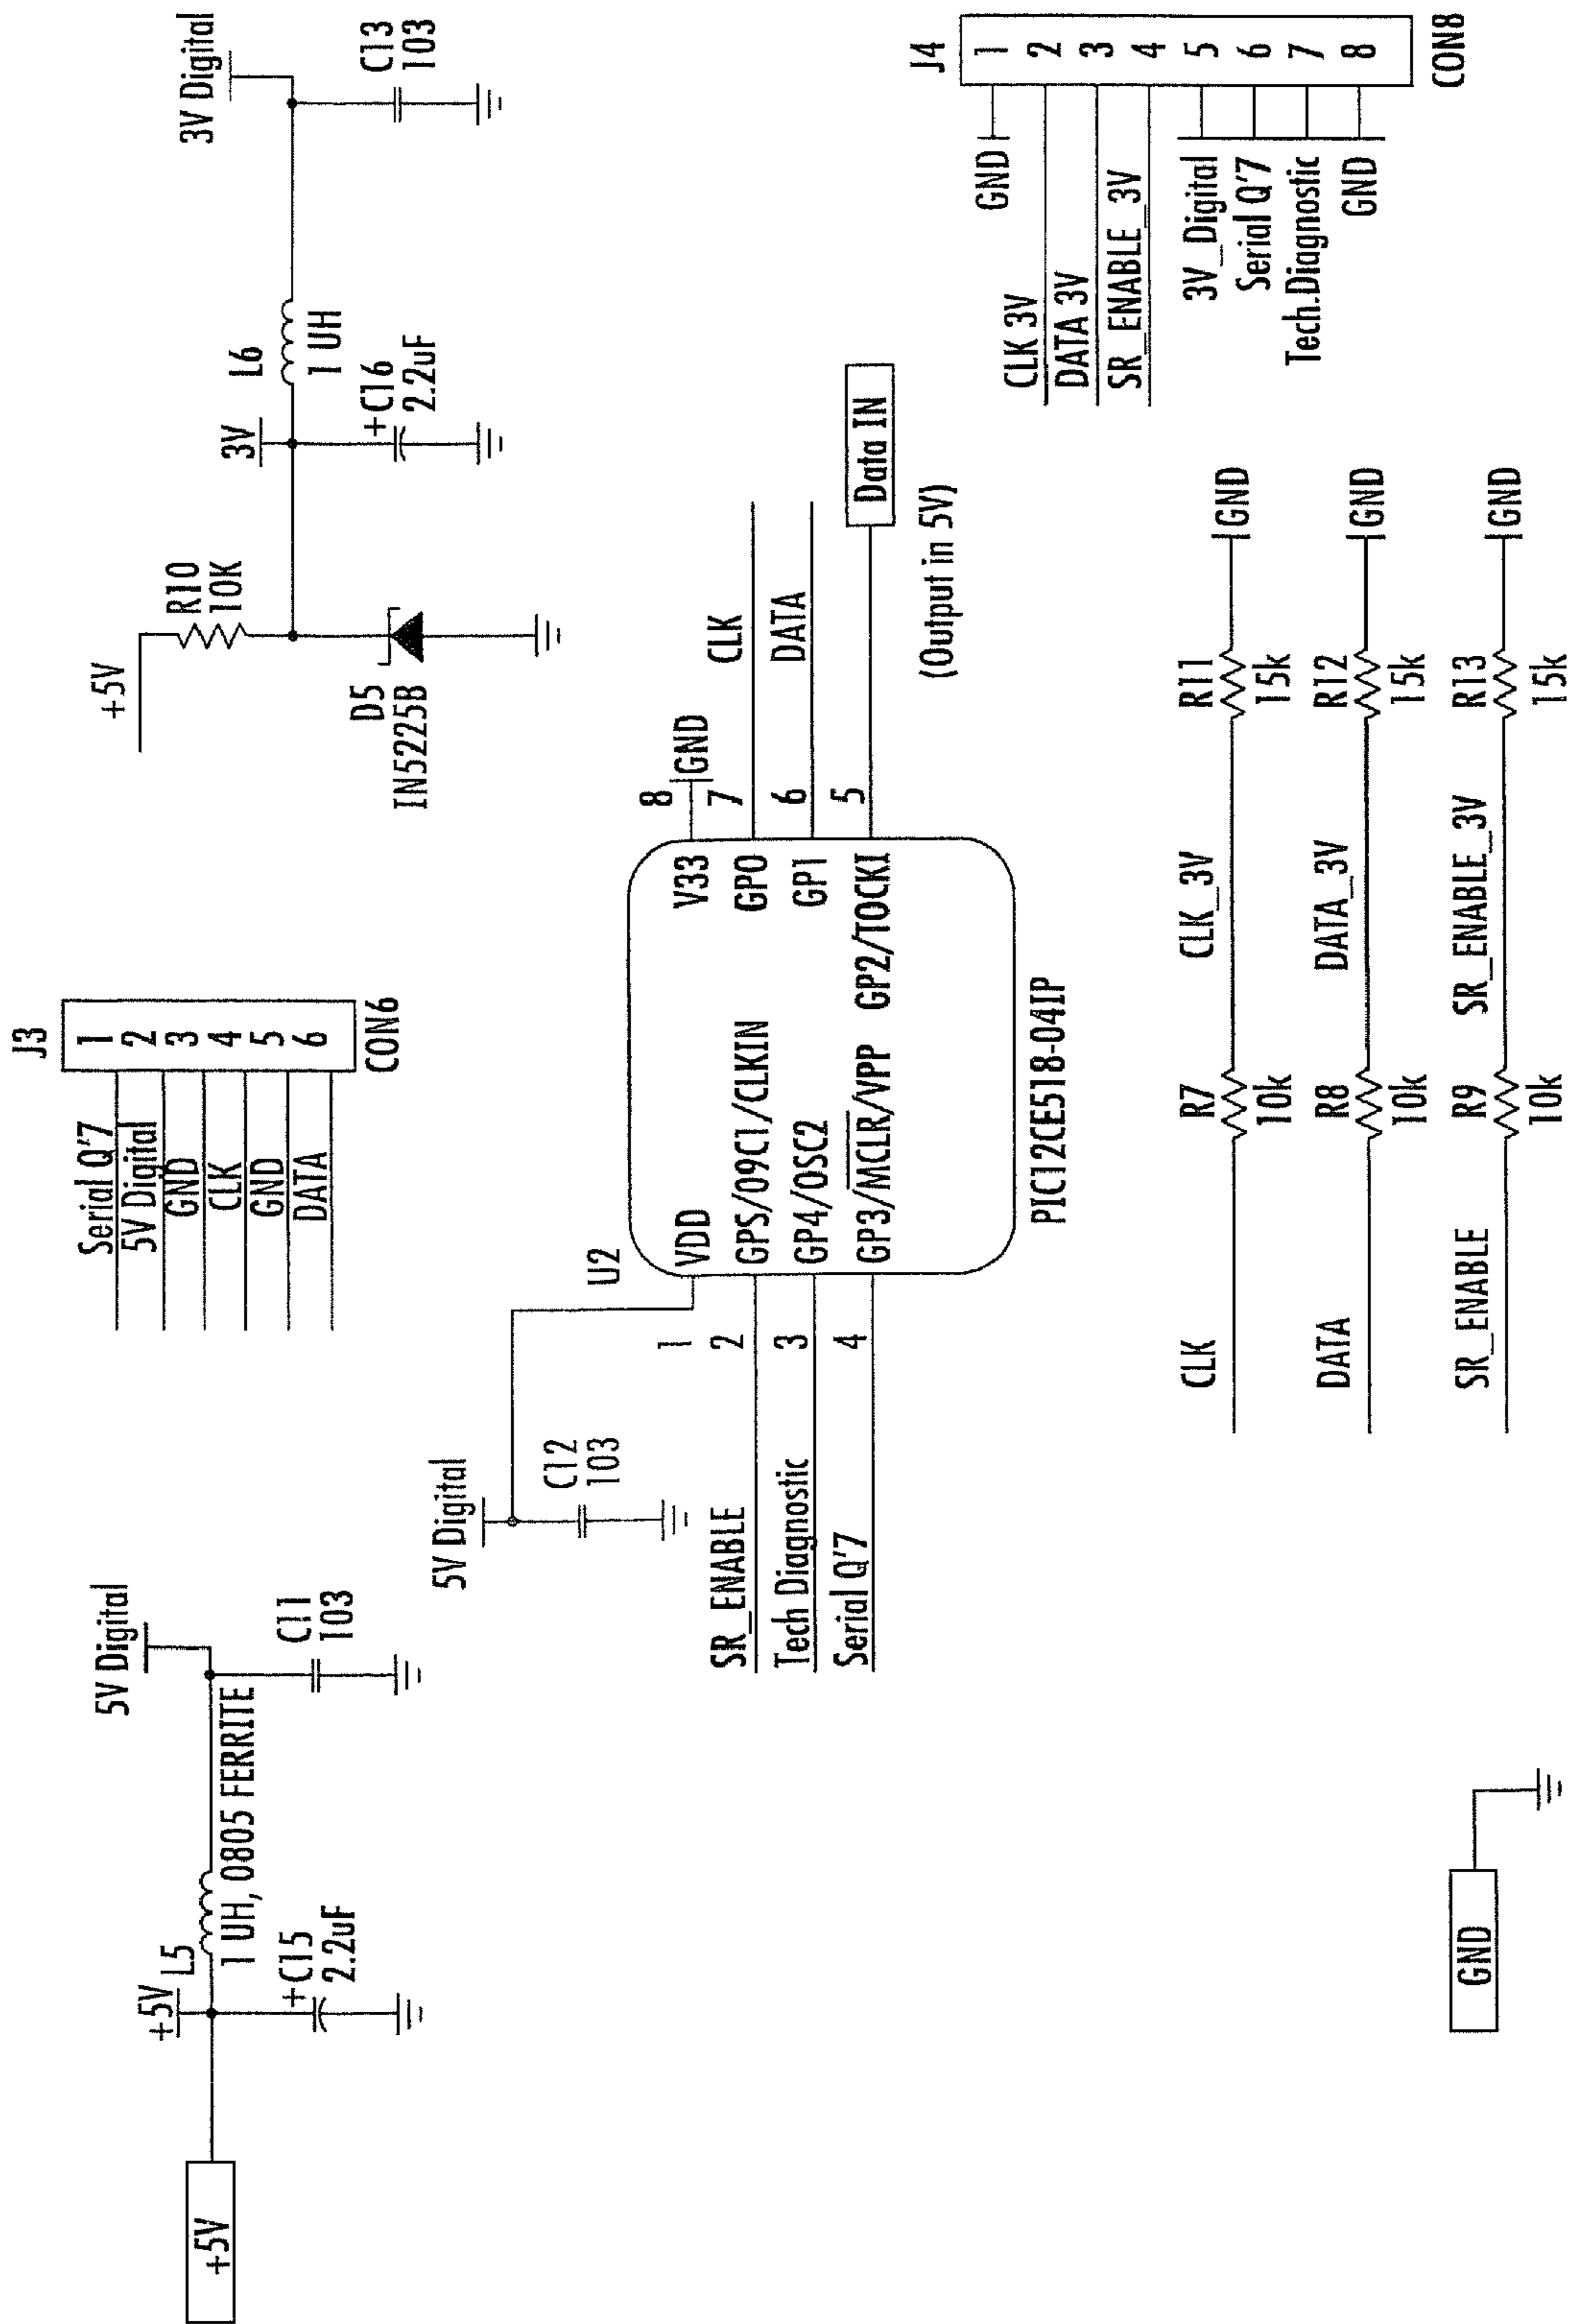 +5V
+5V
L5
1 UH, 0805 FERRITE
+C15
2.2uF
5V Digital
C11
103
J3
Serial Q'7
5V Digital
GND
CLK
GND
DATA
1
2
3
4
5
6
CON6
+5V
R10
10K
D5
IN5225B
3V
L6
1 UH
+C16
2.2uF
3V Digital
C13
103
5V Digital
C12
103
U2
1
SR_ENABLE
2
Tech Diagnostic
3
Serial Q'7
4
VDD
GPS/09C1/CLKIN
GP4/OSC2
GP3/MCLR/VPP
V33
GP0
GP1
GP2/TOCKI
PIC12CE518-04IP
8
GND
7
CLK
6
DATA
5
Data IN
(Output in 5V)
J4
GND
CLK 3V
DATA 3V
SR_ENABLE_3V
3V_Digital
Serial Q'7
Tech.Diagnostic
GND
1
2
3
4
5
6
7
8
CON8
CLK
R7
10k
CLK_3V
R11
15k
GND
DATA
R8
10k
DATA_3V
R12
15k
GND
SR_ENABLE
R9
10k
SR_ENABLE_3V
R13
15k
GND
GND